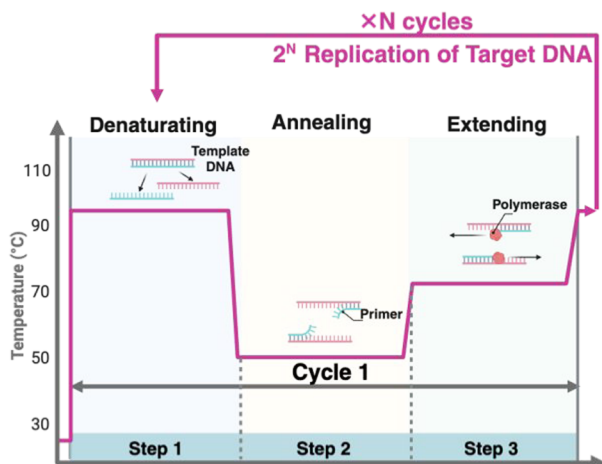 ×N cycles
2ᴺ Replication of Target DNA
Denaturating
Annealing
Extending
Template
DNA
Polymerase
Primer
Temperature (°C)
110
90
70
50
30
Cycle 1
Step 1
Step 2
Step 3